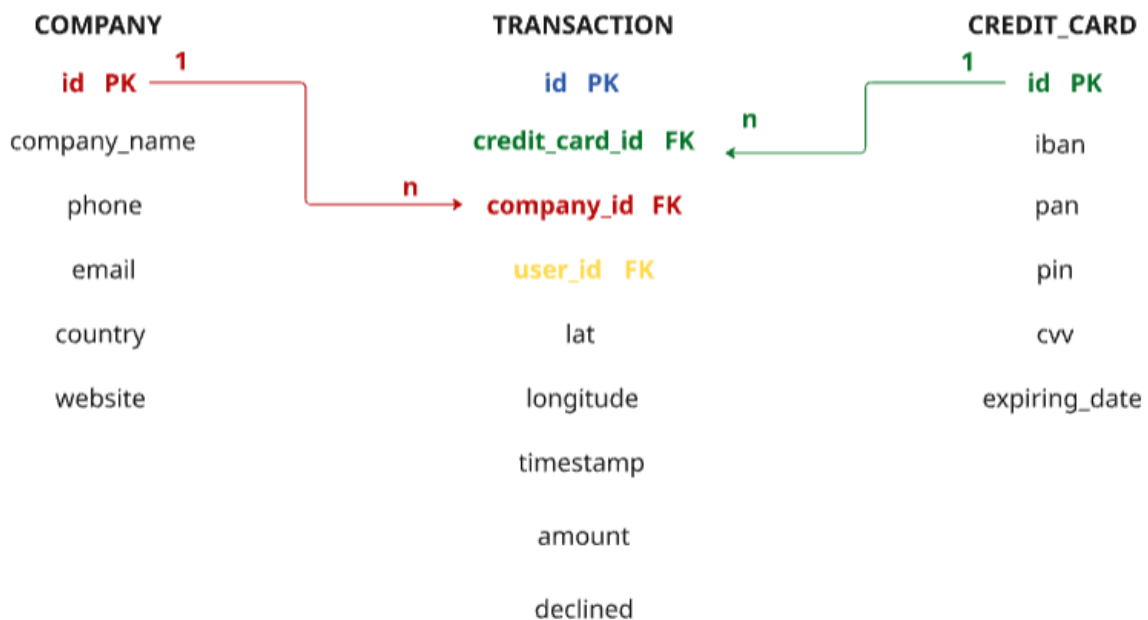 COMPANY TRANSACTION CREDIT_CARD
1 1
id PK id PK id PK
n
company_name credit_card_id FK iban
n
phone company_id FK pan
email user_id FK pin
country lat cvv
website longitude expiring_date
timestamp
amount
declined